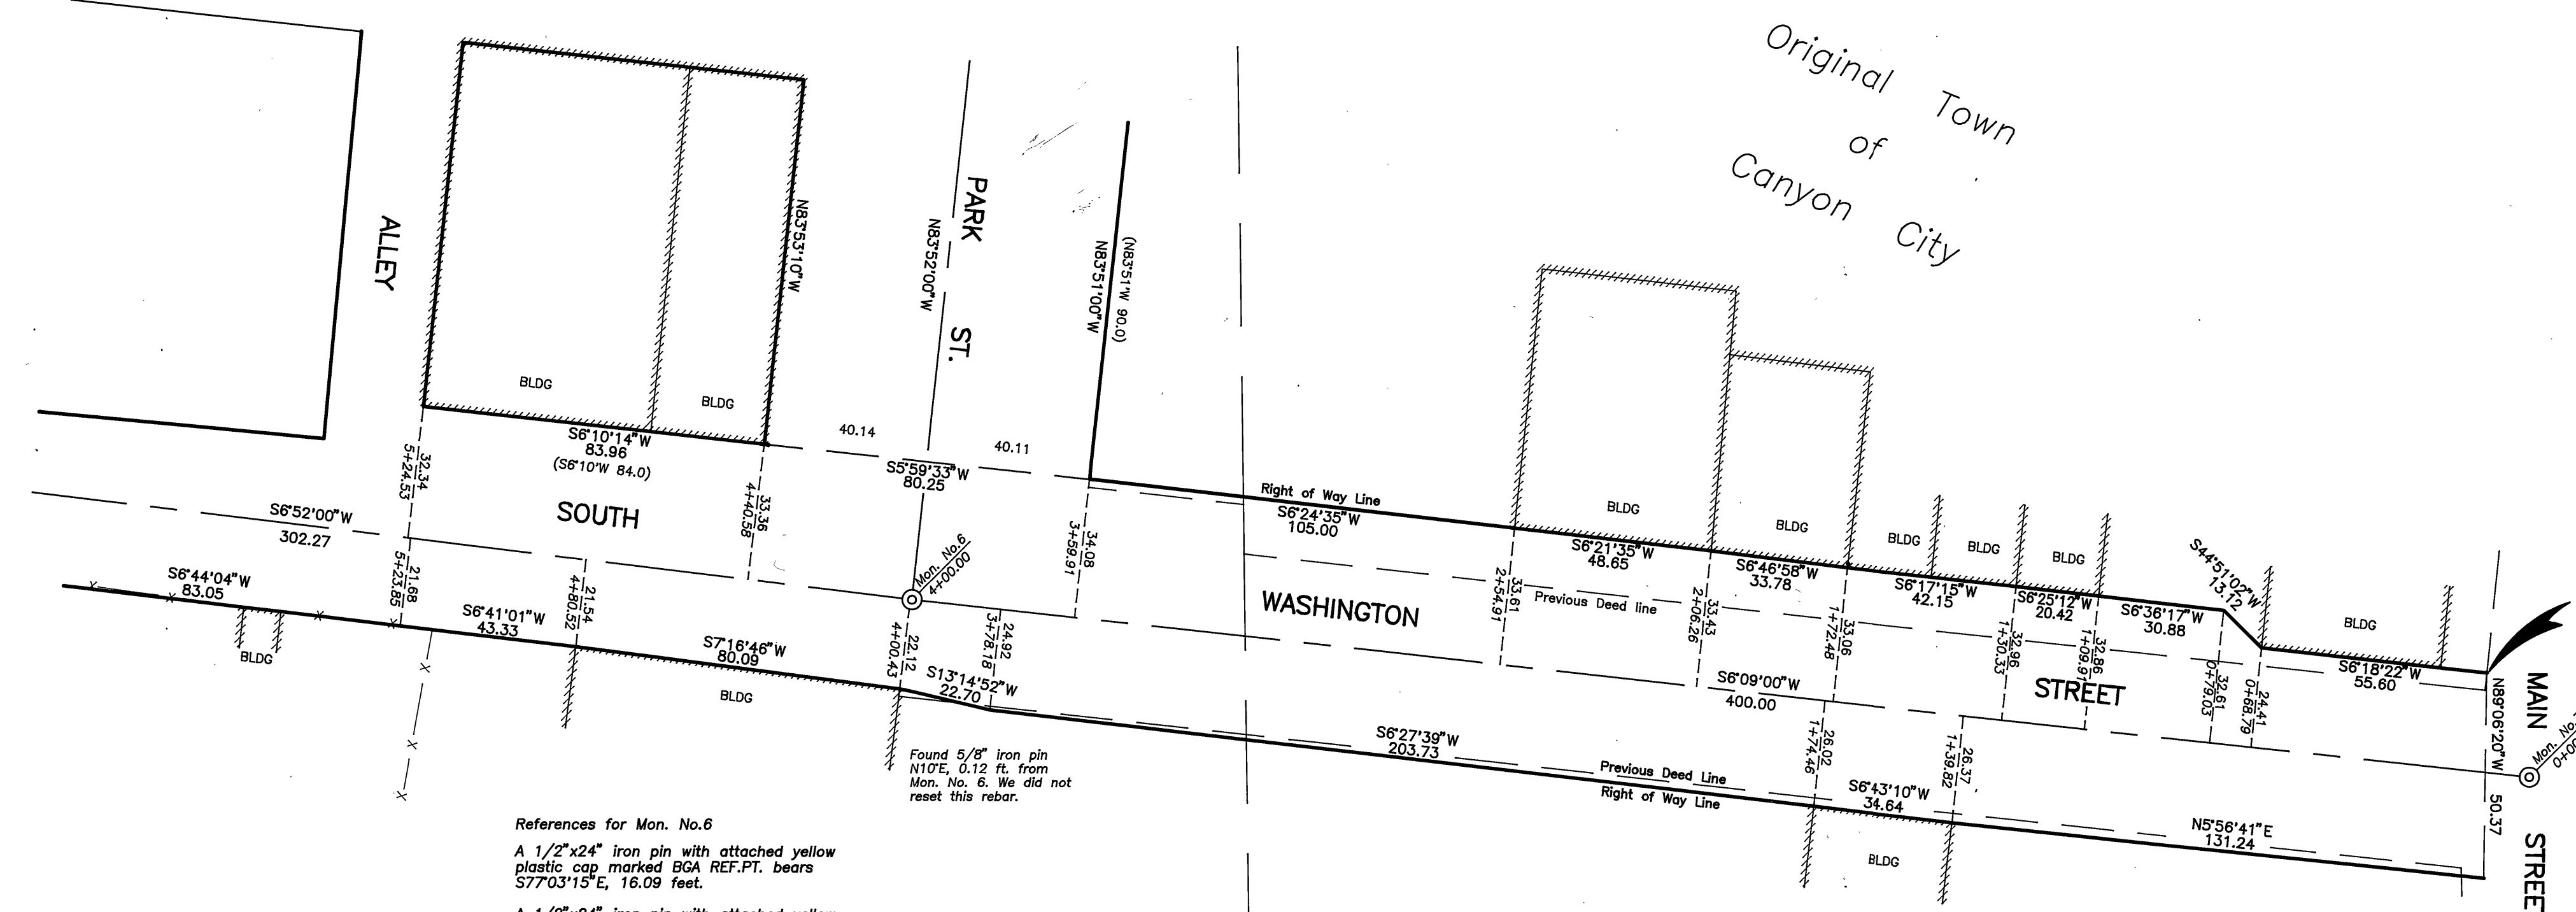 Original Town
of
Canyon City
ALLEY
PARK
ST.
N83°53'10"W
N83°52'00"W
N83°51'00"W
(N83°51'W 90.0)
BLDG
BLDG
S6°10'14"W
83.96
(S6°10'W 84.0)
40.14
40.11
S5°59'33"W
80.25
32.34
5+24.53
33.36
4+40.58
34.08
3+59.91
SOUTH
S6°52'00"W
302.27
Mon. No.6
4+00.00
S6°44'04"W
83.05
BLDG
21.68
5+23.85
S6°41'01"W
43.33
21.54
4+80.52
S7°16'46"W
80.09
BLDG
22.12
4+00.43
24.92
3+78.18
S13°14'52"W
22.70
Right of Way Line
S6°24'35"W
105.00
WASHINGTON
BLDG
S6°21'35"W
48.65
33.61
2+54.91
Previous Deed line
BLDG
S6°46'58"W
33.78
33.43
2+06.26
BLDG
BLDG
BLDG
S6°17'15"W
42.15
33.06
1+72.48
S6°25'12"W
20.42
32.96
1+30.33
32.86
1+09.91
S6°36'17"W
30.88
S44°51'02"W
13.12
BLDG
S6°18'22"W
55.60
32.61
0+79.03
24.41
0+68.79
STREET
S6°09'00"W
400.00
26.02
1+74.46
26.37
1+39.82
S6°27'39"W
203.73
Previous Deed Line
Right of Way Line
S6°43'10"W
34.64
BLDG
N5°56'41"E
131.24
N89°06'20"W
50.37
MAIN
Mon. No.
0+00
STREE
Found 5/8" iron pin
N10°E, 0.12 ft. from
Mon. No. 6. We did not
reset this rebar.
References for Mon. No.6
A 1/2"x24" iron pin with attached yellow
plastic cap marked BGA REF.PT. bears
S77°03'15"E, 16.09 feet.
A 1/2"x24" iron pin with attached yellow